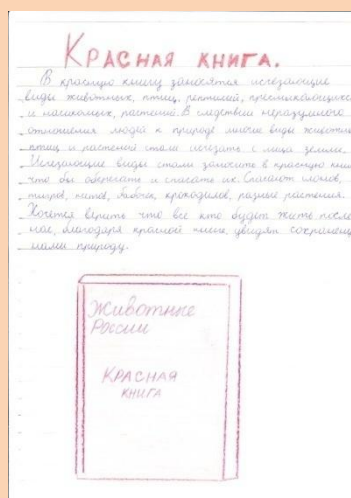 КРАСНАЯ КНИГА.
В красную книгу заносятся исчезающие
виды животных, птиц, рептилий, пресмыкающихся
и насекомых, растений. В следствии неразумного
отношения людей к природе многие виды животных
птиц и растений стали исчезать с лица земли.
Исчезающие виды стали заносить в красную книгу
что бы оберегать и спасать их. Спасают слонов,
тигров, китов, бабочек, крокодилов, разные растения.
Хочется верить что все кто будет жить после
нас, благодаря красной книге увидят сохранённую
нами природу.
Животные
России
КРАСНАЯ
КНИГА